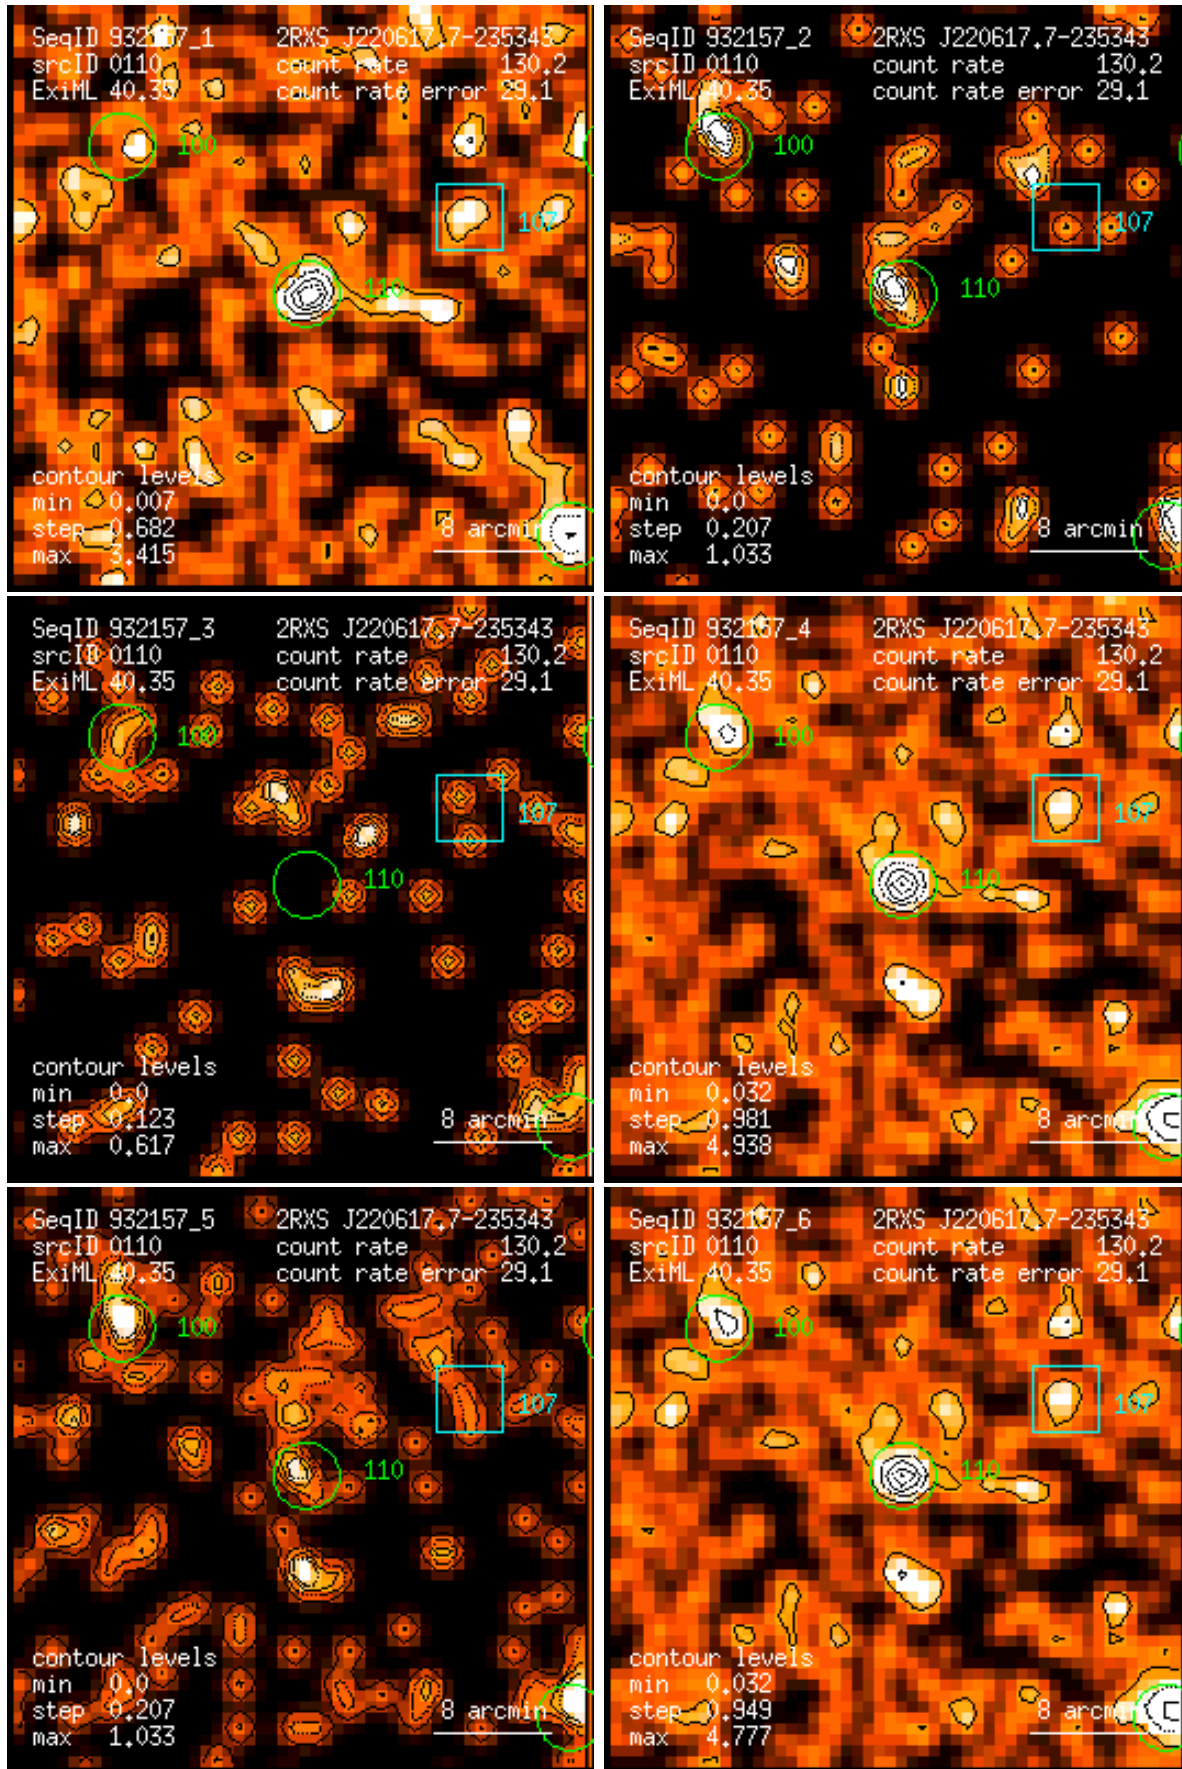 SeqID 932157_1 2RXS J220617.7-235343
srcID 0110 count rate 130.2
ExiML 40.35 count rate error 29.1
100
107
110
contour levels
min 0.007
step 0.682 8 arcmin
max 3.415
SeqID 932157_2 2RXS J220617.7-235343
srcID 0110 count rate 130.2
ExiML 40.35 count rate error 29.1
100
107
110
contour levels
min 0.0
step 0.207 8 arcmin
max 1.033
SeqID 932157_3 2RXS J220617.7-235343
srcID 0110 count rate 130.2
ExiML 40.35 count rate error 29.1
100
107
110
contour levels
min 0.0
step 0.123 8 arcmin
max 0.617
SeqID 932157_4 2RXS J220617.7-235343
srcID 0110 count rate 130.2
ExiML 40.35 count rate error 29.1
100
107
110
contour levels
min 0.032
step 0.981 8 arcmin
max 4.938
SeqID 932157_5 2RXS J220617.7-235343
srcID 0110 count rate 130.2
ExiML 40.35 count rate error 29.1
100
107
110
contour levels
min 0.0
step 0.207 8 arcmin
max 1.033
SeqID 932157_6 2RXS J220617.7-235343
srcID 0110 count rate 130.2
ExiML 40.35 count rate error 29.1
100
107
110
contour levels
min 0.032
step 0.949 8 arcmin
max 4.777